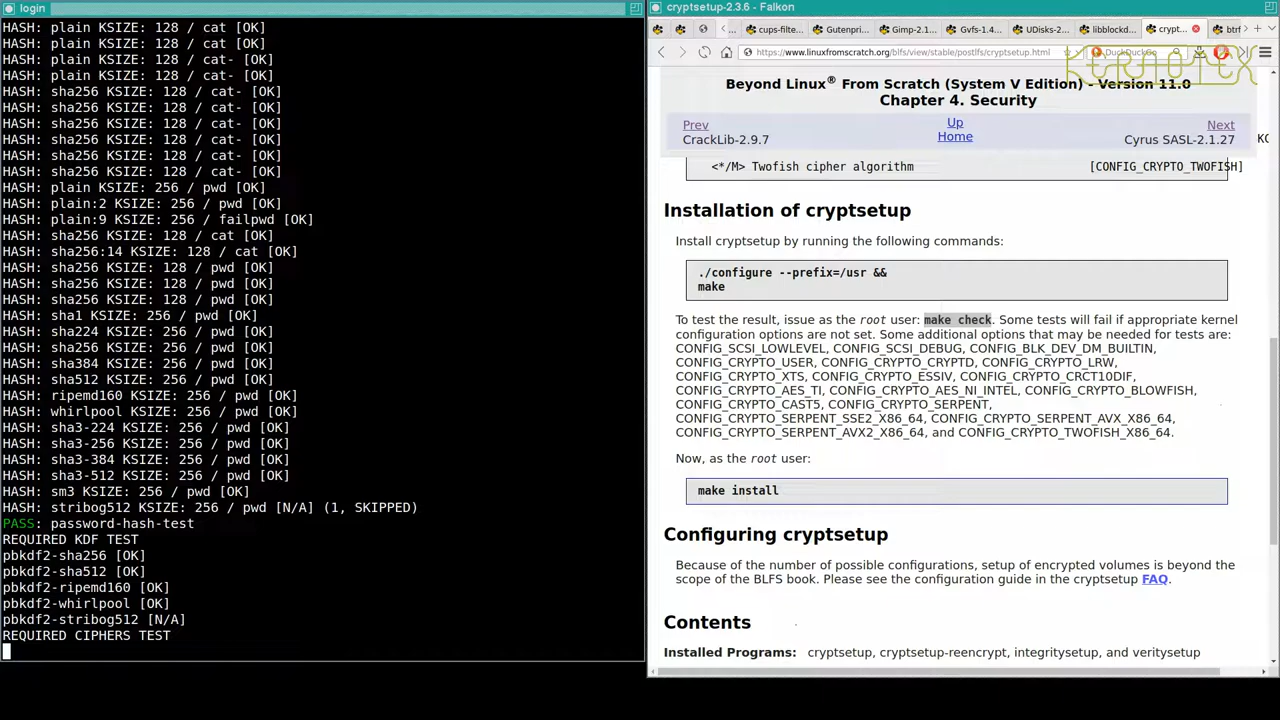 login
HASH: plain KSIZE: 128 / cat [OK]
HASH: plain KSIZE: 128 / cat [OK]
HASH: plain KSIZE: 128 / cat- [OK]
HASH: plain KSIZE: 128 / cat- [OK]
HASH: sha256 KSIZE: 128 / cat- [OK]
HASH: sha256 KSIZE: 128 / cat- [OK]
HASH: sha256 KSIZE: 128 / cat- [OK]
HASH: sha256 KSIZE: 128 / cat- [OK]
HASH: sha256 KSIZE: 128 / cat- [OK]
HASH: sha256 KSIZE: 128 / cat- [OK]
HASH: plain KSIZE: 256 / pwd [OK]
HASH: plain:2 KSIZE: 256 / pwd [OK]
HASH: plain:9 KSIZE: 256 / failpwd [OK]
HASH: sha256 KSIZE: 128 / cat [OK]
HASH: sha256:14 KSIZE: 128 / cat [OK]
HASH: sha256 KSIZE: 128 / pwd [OK]
HASH: sha256 KSIZE: 128 / pwd [OK]
HASH: sha256 KSIZE: 128 / pwd [OK]
HASH: sha1 KSIZE: 256 / pwd [OK]
HASH: sha224 KSIZE: 256 / pwd [OK]
HASH: sha256 KSIZE: 256 / pwd [OK]
HASH: sha384 KSIZE: 256 / pwd [OK]
HASH: sha512 KSIZE: 256 / pwd [OK]
HASH: ripemd160 KSIZE: 256 / pwd [OK]
HASH: whirlpool KSIZE: 256 / pwd [OK]
HASH: sha3-224 KSIZE: 256 / pwd [OK]
HASH: sha3-256 KSIZE: 256 / pwd [OK]
HASH: sha3-384 KSIZE: 256 / pwd [OK]
HASH: sha3-512 KSIZE: 256 / pwd [OK]
HASH: sm3 KSIZE: 256 / pwd [OK]
HASH: stribog512 KSIZE: 256 / pwd [N/A] (1, SKIPPED)
PASS: password-hash-test
REQUIRED KDF TEST
pbkdf2-sha256 [OK]
pbkdf2-sha512 [OK]
pbkdf2-ripemd160 [OK]
pbkdf2-whirlpool [OK]
pbkdf2-stribog512 [N/A]
REQUIRED CIPHERS TEST
cryptsetup-2.3.6 - Falkon
cups-filte... Gutenpri... Gimp-2.1... Gvfs-1.4... UDisks-2... libblockd... crypt... btrf
https://www.linuxfromscratch.org/blfs/view/stable/postlfs/cryptsetup.html DuckDuckGo
KERNOTEX
Beyond Linux® From Scratch (System V Edition) - Version 11.0
Chapter 4. Security
Prev Up Next
CrackLib-2.9.7 Home Cyrus SASL-2.1.27
<*/M> Twofish cipher algorithm [CONFIG_CRYPTO_TWOFISH]
Installation of cryptsetup
Install cryptsetup by running the following commands:
./configure --prefix=/usr &&
make
To test the result, issue as the root user: make check. Some tests will fail if appropriate kernel
configuration options are not set. Some additional options that may be needed for tests are:
CONFIG_SCSI_LOWLEVEL, CONFIG_SCSI_DEBUG, CONFIG_BLK_DEV_DM_BUILTIN,
CONFIG_CRYPTO_USER, CONFIG_CRYPTO_CRYPTD, CONFIG_CRYPTO_LRW,
CONFIG_CRYPTO_XTS, CONFIG_CRYPTO_ESSIV, CONFIG_CRYPTO_CRCT10DIF,
CONFIG_CRYPTO_AES_TI, CONFIG_CRYPTO_AES_NI_INTEL, CONFIG_CRYPTO_BLOWFISH,
CONFIG_CRYPTO_CAST5, CONFIG_CRYPTO_SERPENT,
CONFIG_CRYPTO_SERPENT_SSE2_X86_64, CONFIG_CRYPTO_SERPENT_AVX_X86_64,
CONFIG_CRYPTO_SERPENT_AVX2_X86_64, and CONFIG_CRYPTO_TWOFISH_X86_64.
Now, as the root user:
make install
Configuring cryptsetup
Because of the number of possible configurations, setup of encrypted volumes is beyond the
scope of the BLFS book. Please see the configuration guide in the cryptsetup FAQ.
Contents
Installed Programs: cryptsetup, cryptsetup-reencrypt, integritysetup, and veritysetup